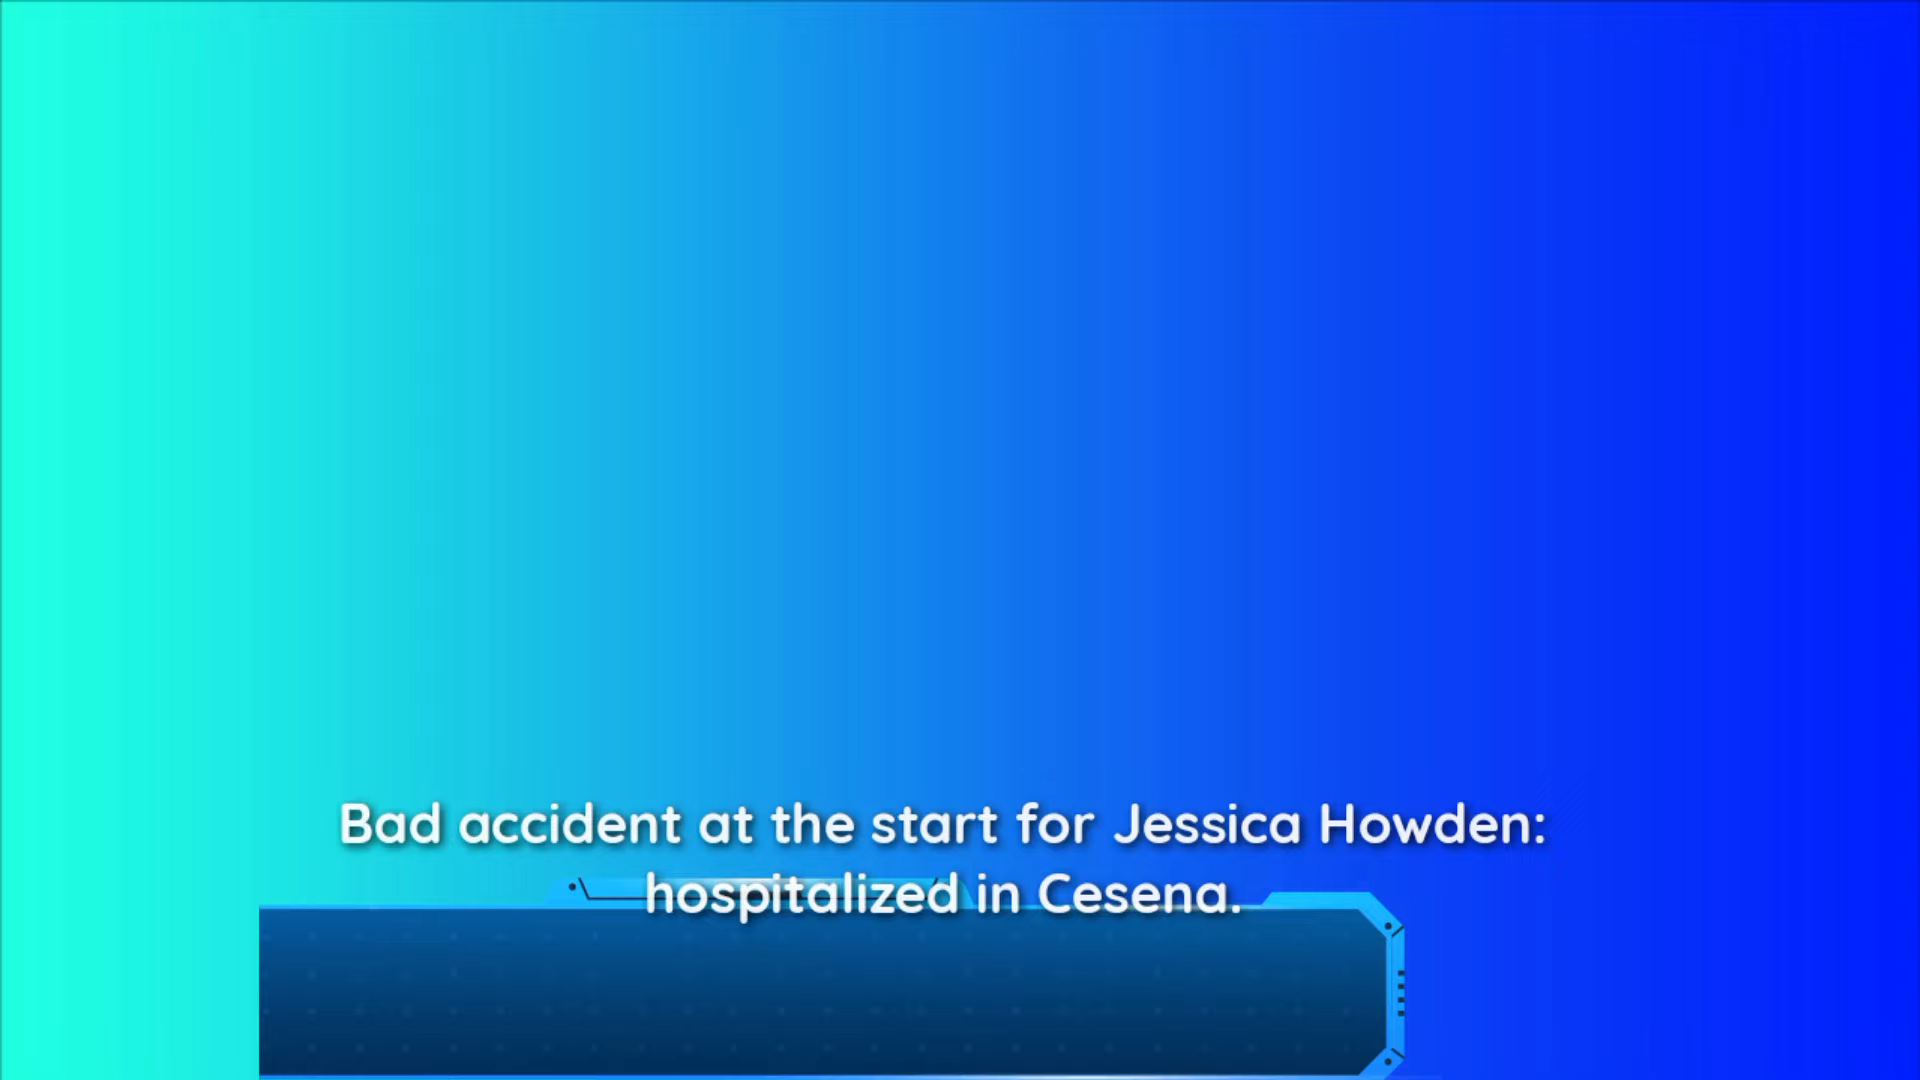 Bad accident at the start for Jessica Howden:
hospitalized in Cesena.